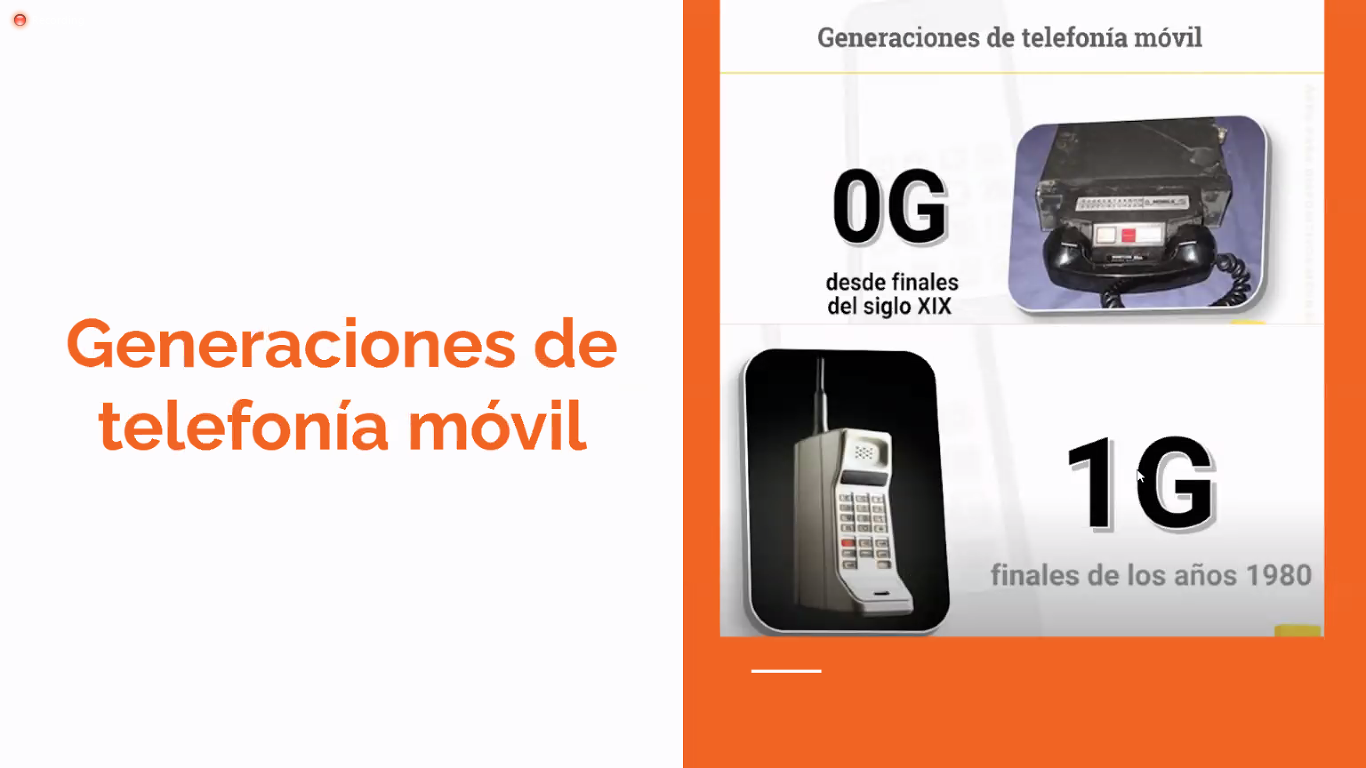 Generaciones de
telefonía móvil
Generaciones de telefonía móvil
0G
desde finales
del siglo XIX
1G
finales de los años 1980